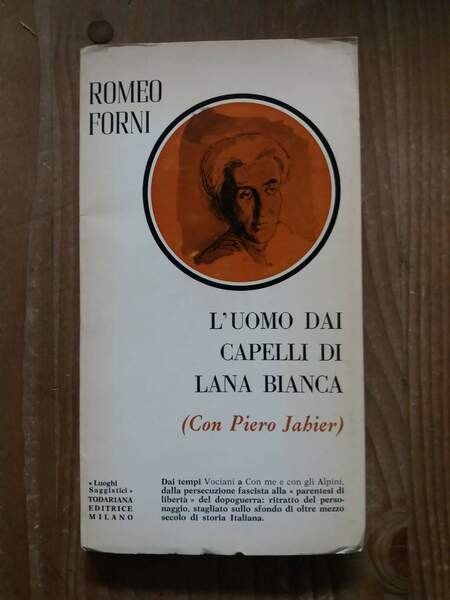 ROMEO
FORNI
L'UOMO DAI
CAPELLI DI
LANA BIANCA
(Con Piero Jahier)
« Luoghi
Saggistici »
TODARIANA
EDITRICE
MILANO
Dai tempi Vociani a Con me e con gli Alpini,
dalla persecuzione fascista alla « parentesi di
libertà » del dopoguerra: ritratto del perso-
naggio, stagliato sullo sfondo di oltre mezzo
secolo di storia Italiana.